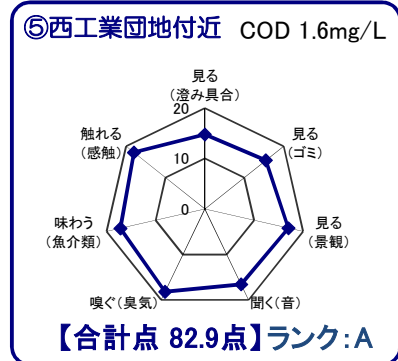 ⑤西工業団地付近 COD 1.6mg/L
見る
（澄み具合）
20
触れる
（感触）
見る
（ゴミ）
10
0
味わう
（魚介類）
見る
（景観）
嗅ぐ（臭気）
聞く（音）
【合計点 82.9点】ランク：A